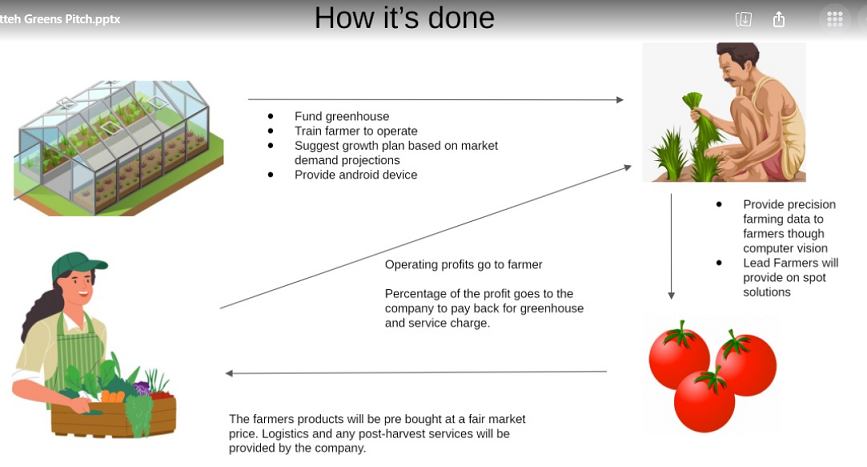 tteh Greens Pitch.pptx
How it's done
● Fund greenhouse
● Train farmer to operate
● Suggest growth plan based on market
demand projections
● Provide android device
● Provide precision
farming data to
farmers though
computer vision
● Lead Farmers will
provide on spot
solutions
Operating profits go to farmer
Percentage of the profit goes to the
company to pay back for greenhouse
and service charge.
The farmers products will be pre bought at a fair market
price. Logistics and any post-harvest services will be
provided by the company.